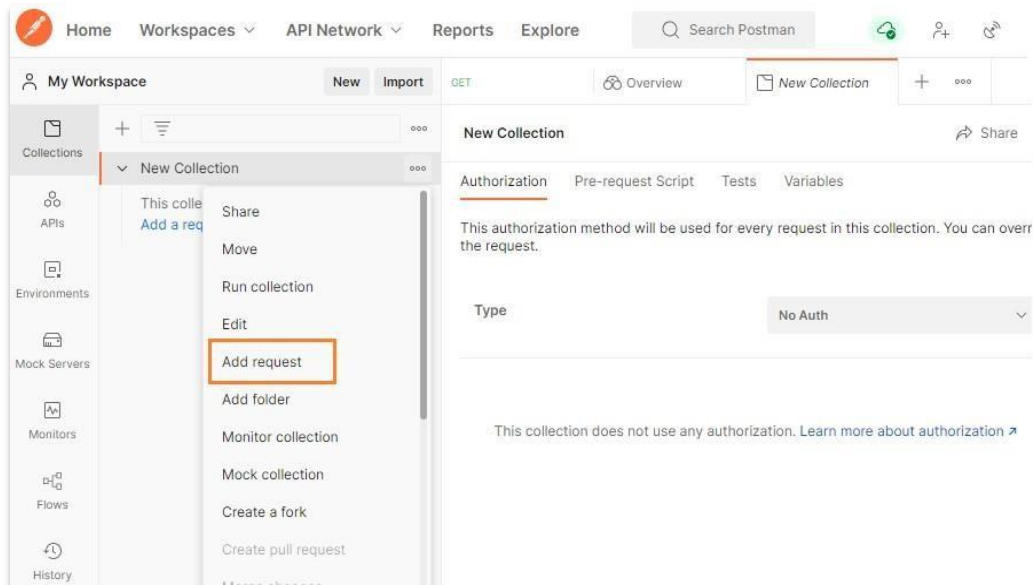 Home Workspaces API Network Reports Explore Search Postman
My Workspace New Import GET Overview New Collection
Collections
New Collection Share
New Collection
Authorization Pre-request Script Tests Variables
This colle
Add a req
This authorization method will be used for every request in this collection. You can overr
the request.
APIs
Environments
Mock Servers
Monitors
Flows
History
Share
Move
Run collection
Edit
Add request
Add folder
Monitor collection
Mock collection
Create a fork
Create pull request
Type No Auth
This collection does not use any authorization. Learn more about authorization